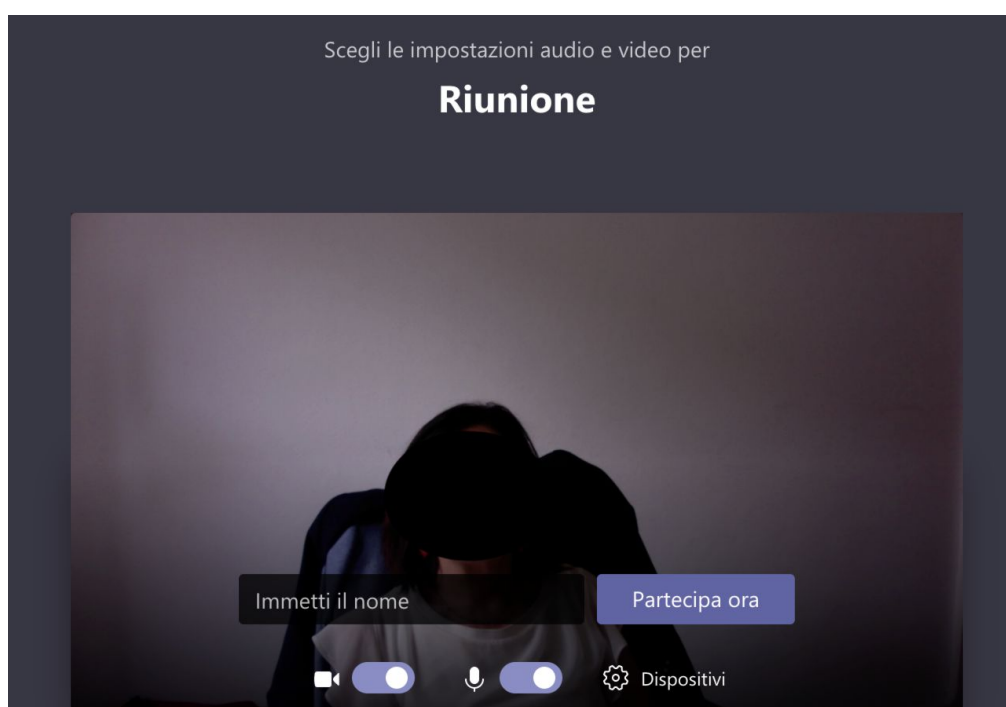 Scegli le impostazioni audio e video per
Riunione
Immetti il nome
Partecipa ora
Dispositivi